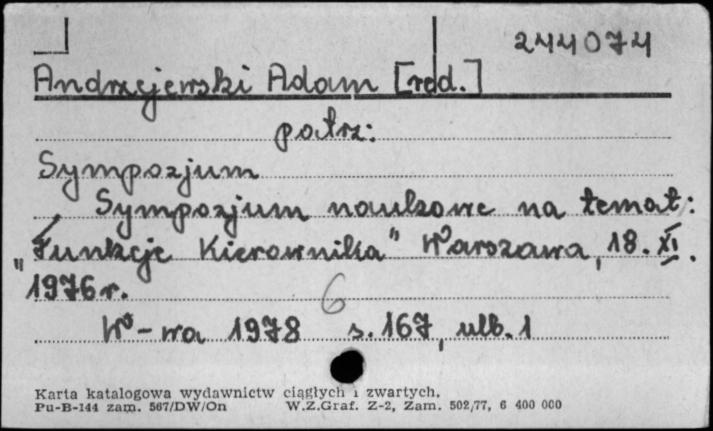 244074
Andrzejewski Adam [red.]
patrz:
Sympozjum
Sympozjum naukowe na temat:
"Funkcje Kierownika" Warszawa, 18. XI.
1976 r.
6
W-wa 1978 s. 167, ulb. 1
Karta katalogowa wydawnictw ciągłych i zwartych.
Pu-B-144 zam. 567/DW/On W.Z.Graf. Z-2, Zam. 502/77, 6 400 000